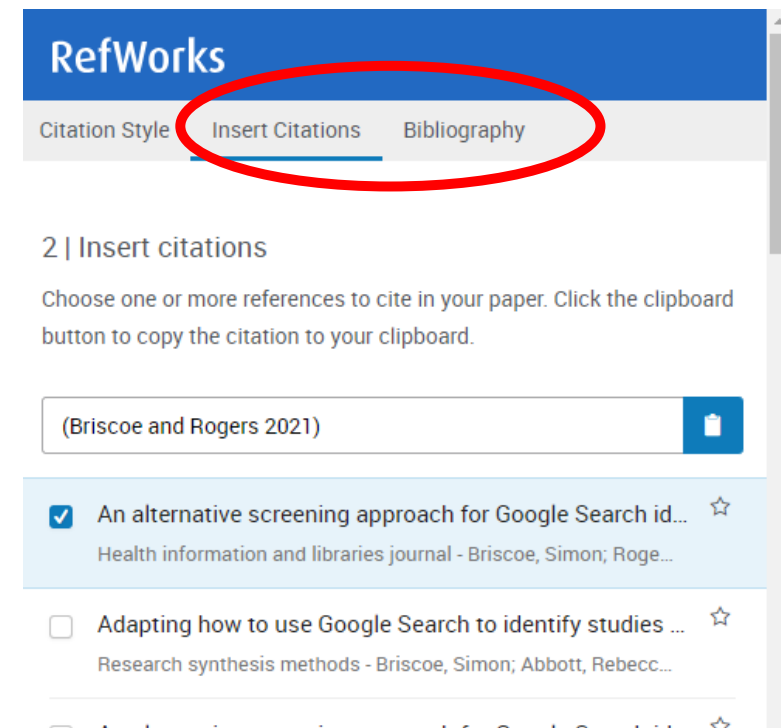 RefWorks
Citation Style Insert Citations Bibliography
2 | Insert citations
Choose one or more references to cite in your paper. Click the clipboard
button to copy the citation to your clipboard.
(Briscoe and Rogers 2021)
An alternative screening approach for Google Search id...
Health information and libraries journal - Briscoe, Simon; Roge...
Adapting how to use Google Search to identify studies ...
Research synthesis methods - Briscoe, Simon; Abbott, Rebecc...